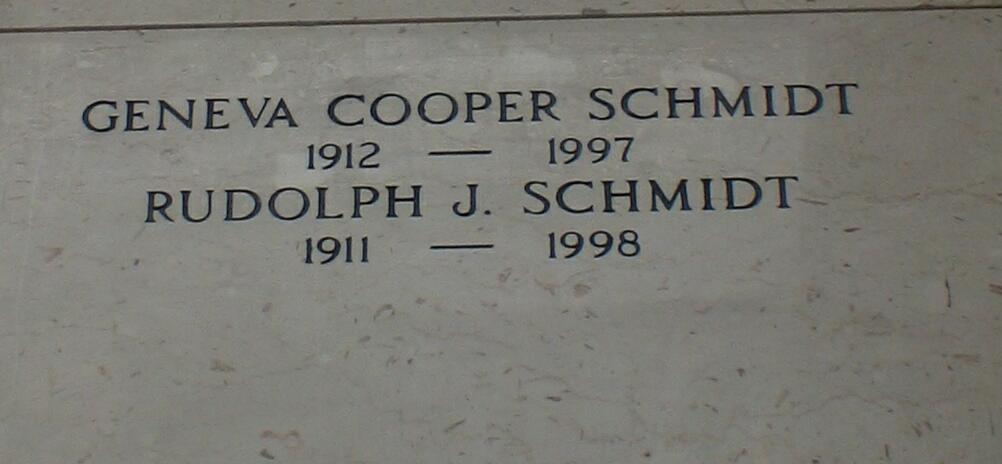 GENEVA COOPER SCHMIDT
1912 — 1997
RUDOLPH J. SCHMIDT
1911 — 1998